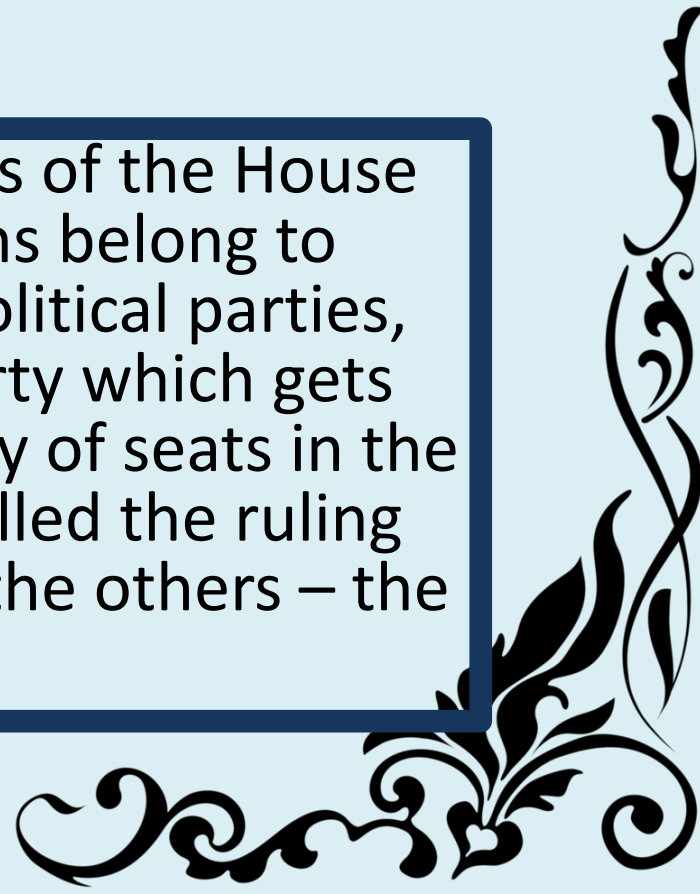 s of the House
ns belong to
olitical parties,
rty which gets
y of seats in the
lled the ruling
the others – the